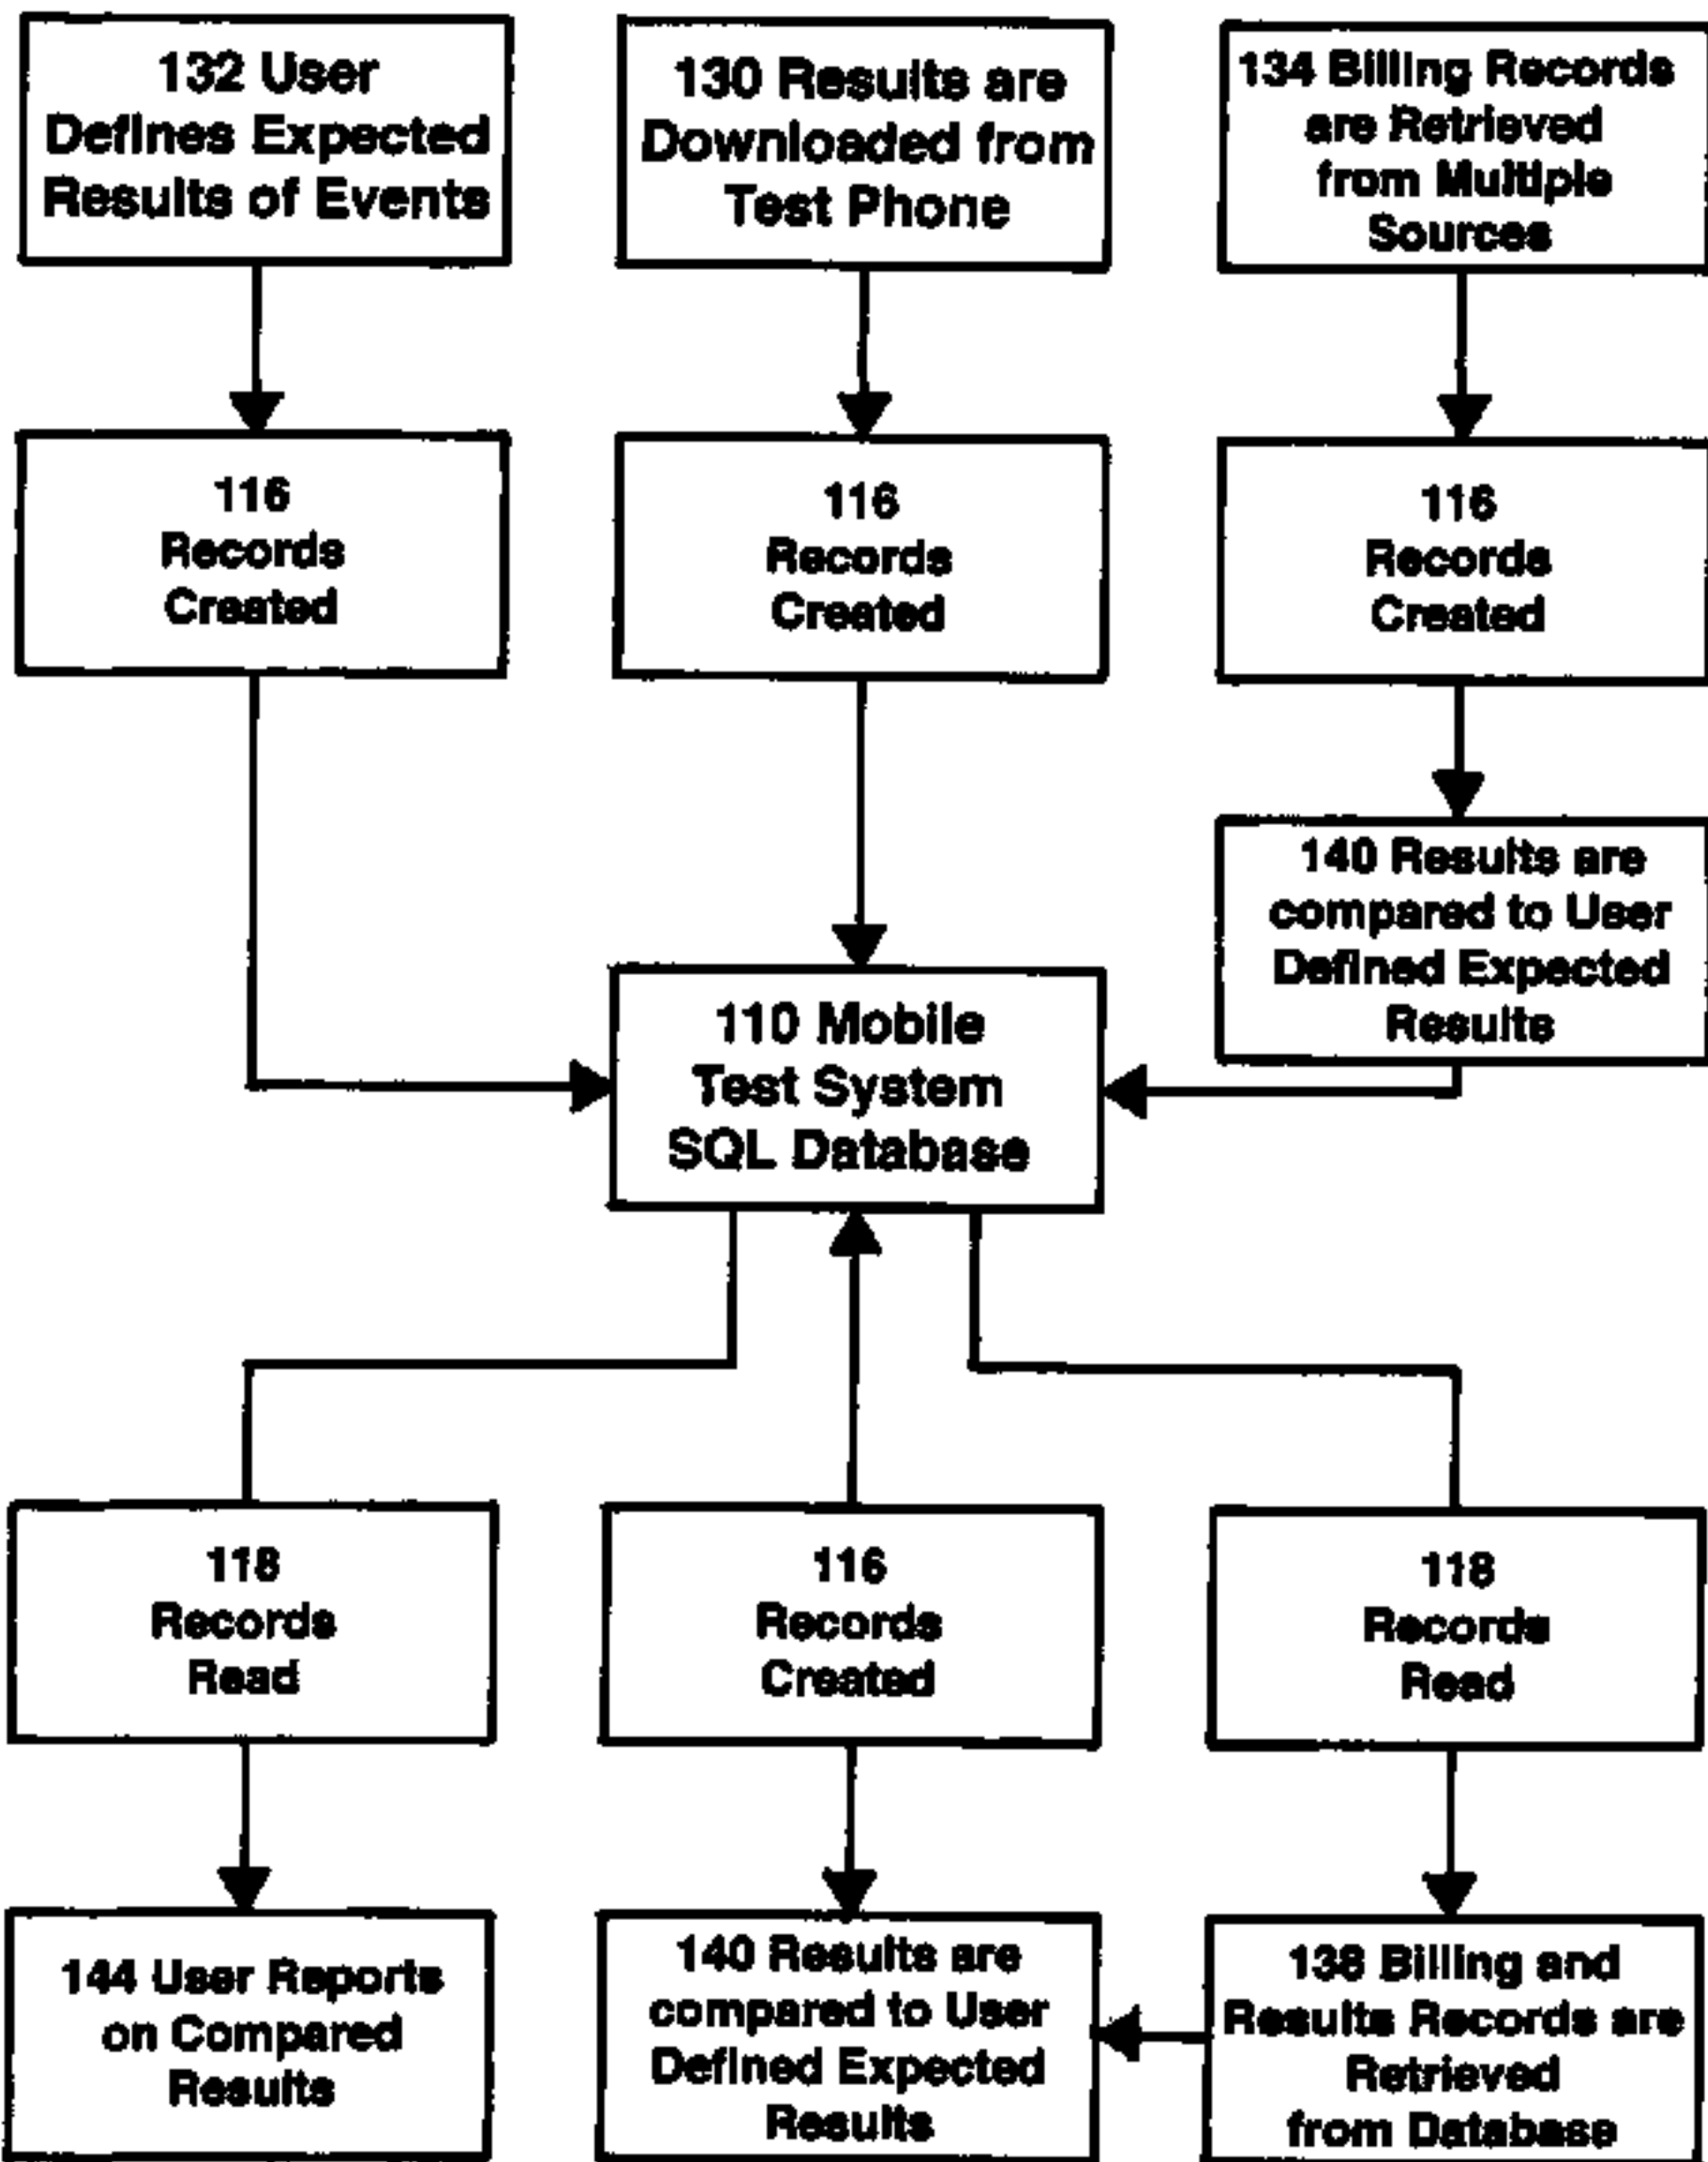 132 User
Defines Expected
Results of Events
130 Results are
Downloaded from
Test Phone
134 Billing Records
are Retrieved
from Multiple
Sources
116
Records
Created
116
Records
Created
116
Records
Created
140 Results are
compared to User
Defined Expected
Results
110 Mobile
Test System
SQL Database
118
Records
Read
116
Records
Created
118
Records
Read
144 User Reports
on Compared
Results
140 Results are
compared to User
Defined Expected
Results
138 Billing and
Results Records are
Retrieved
from Database